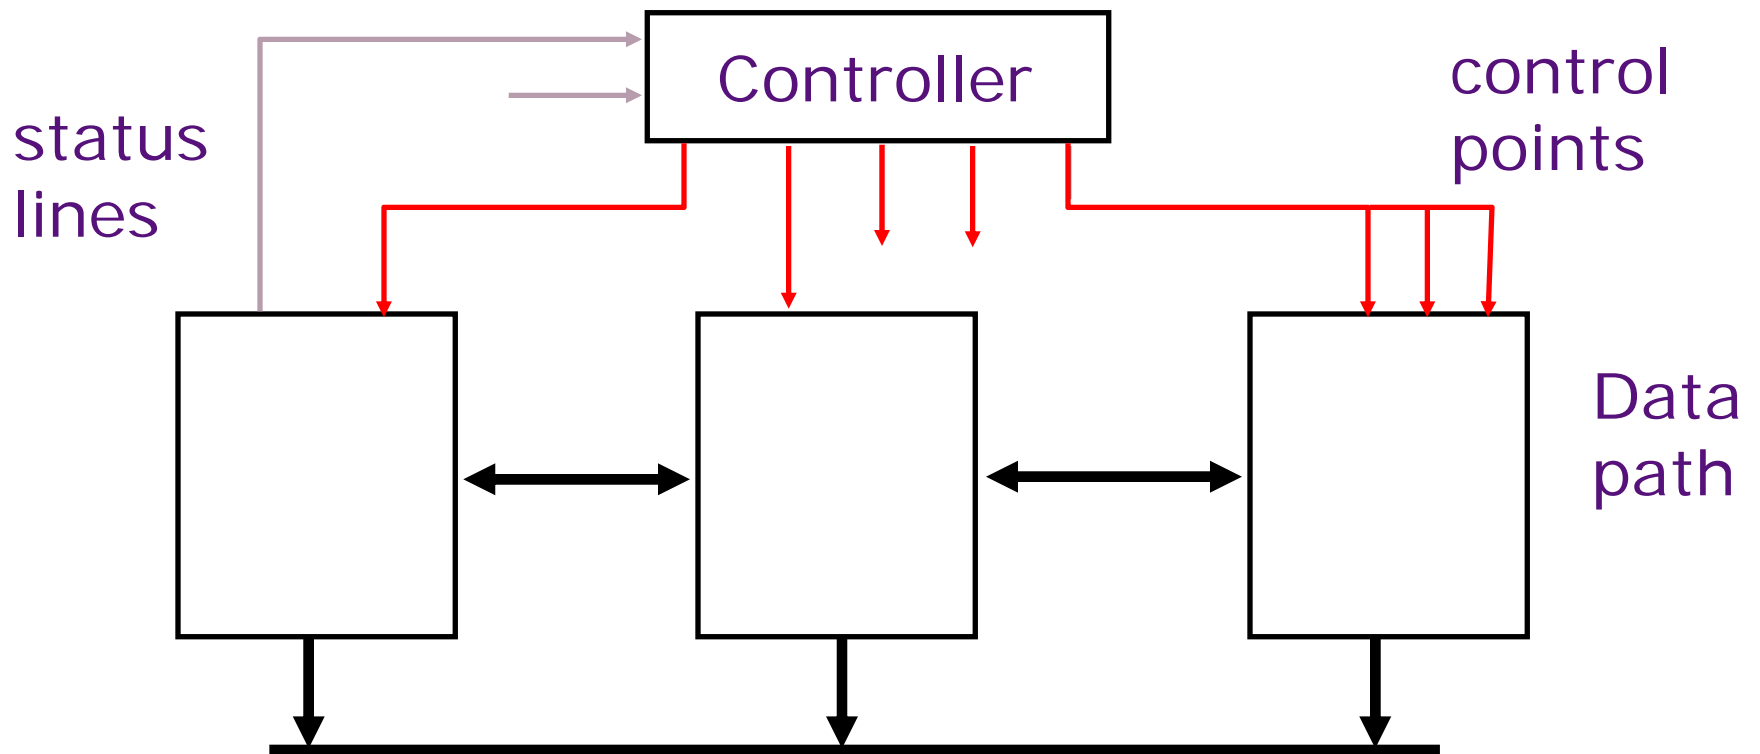 Controller
control
points
status
lines
Data
path